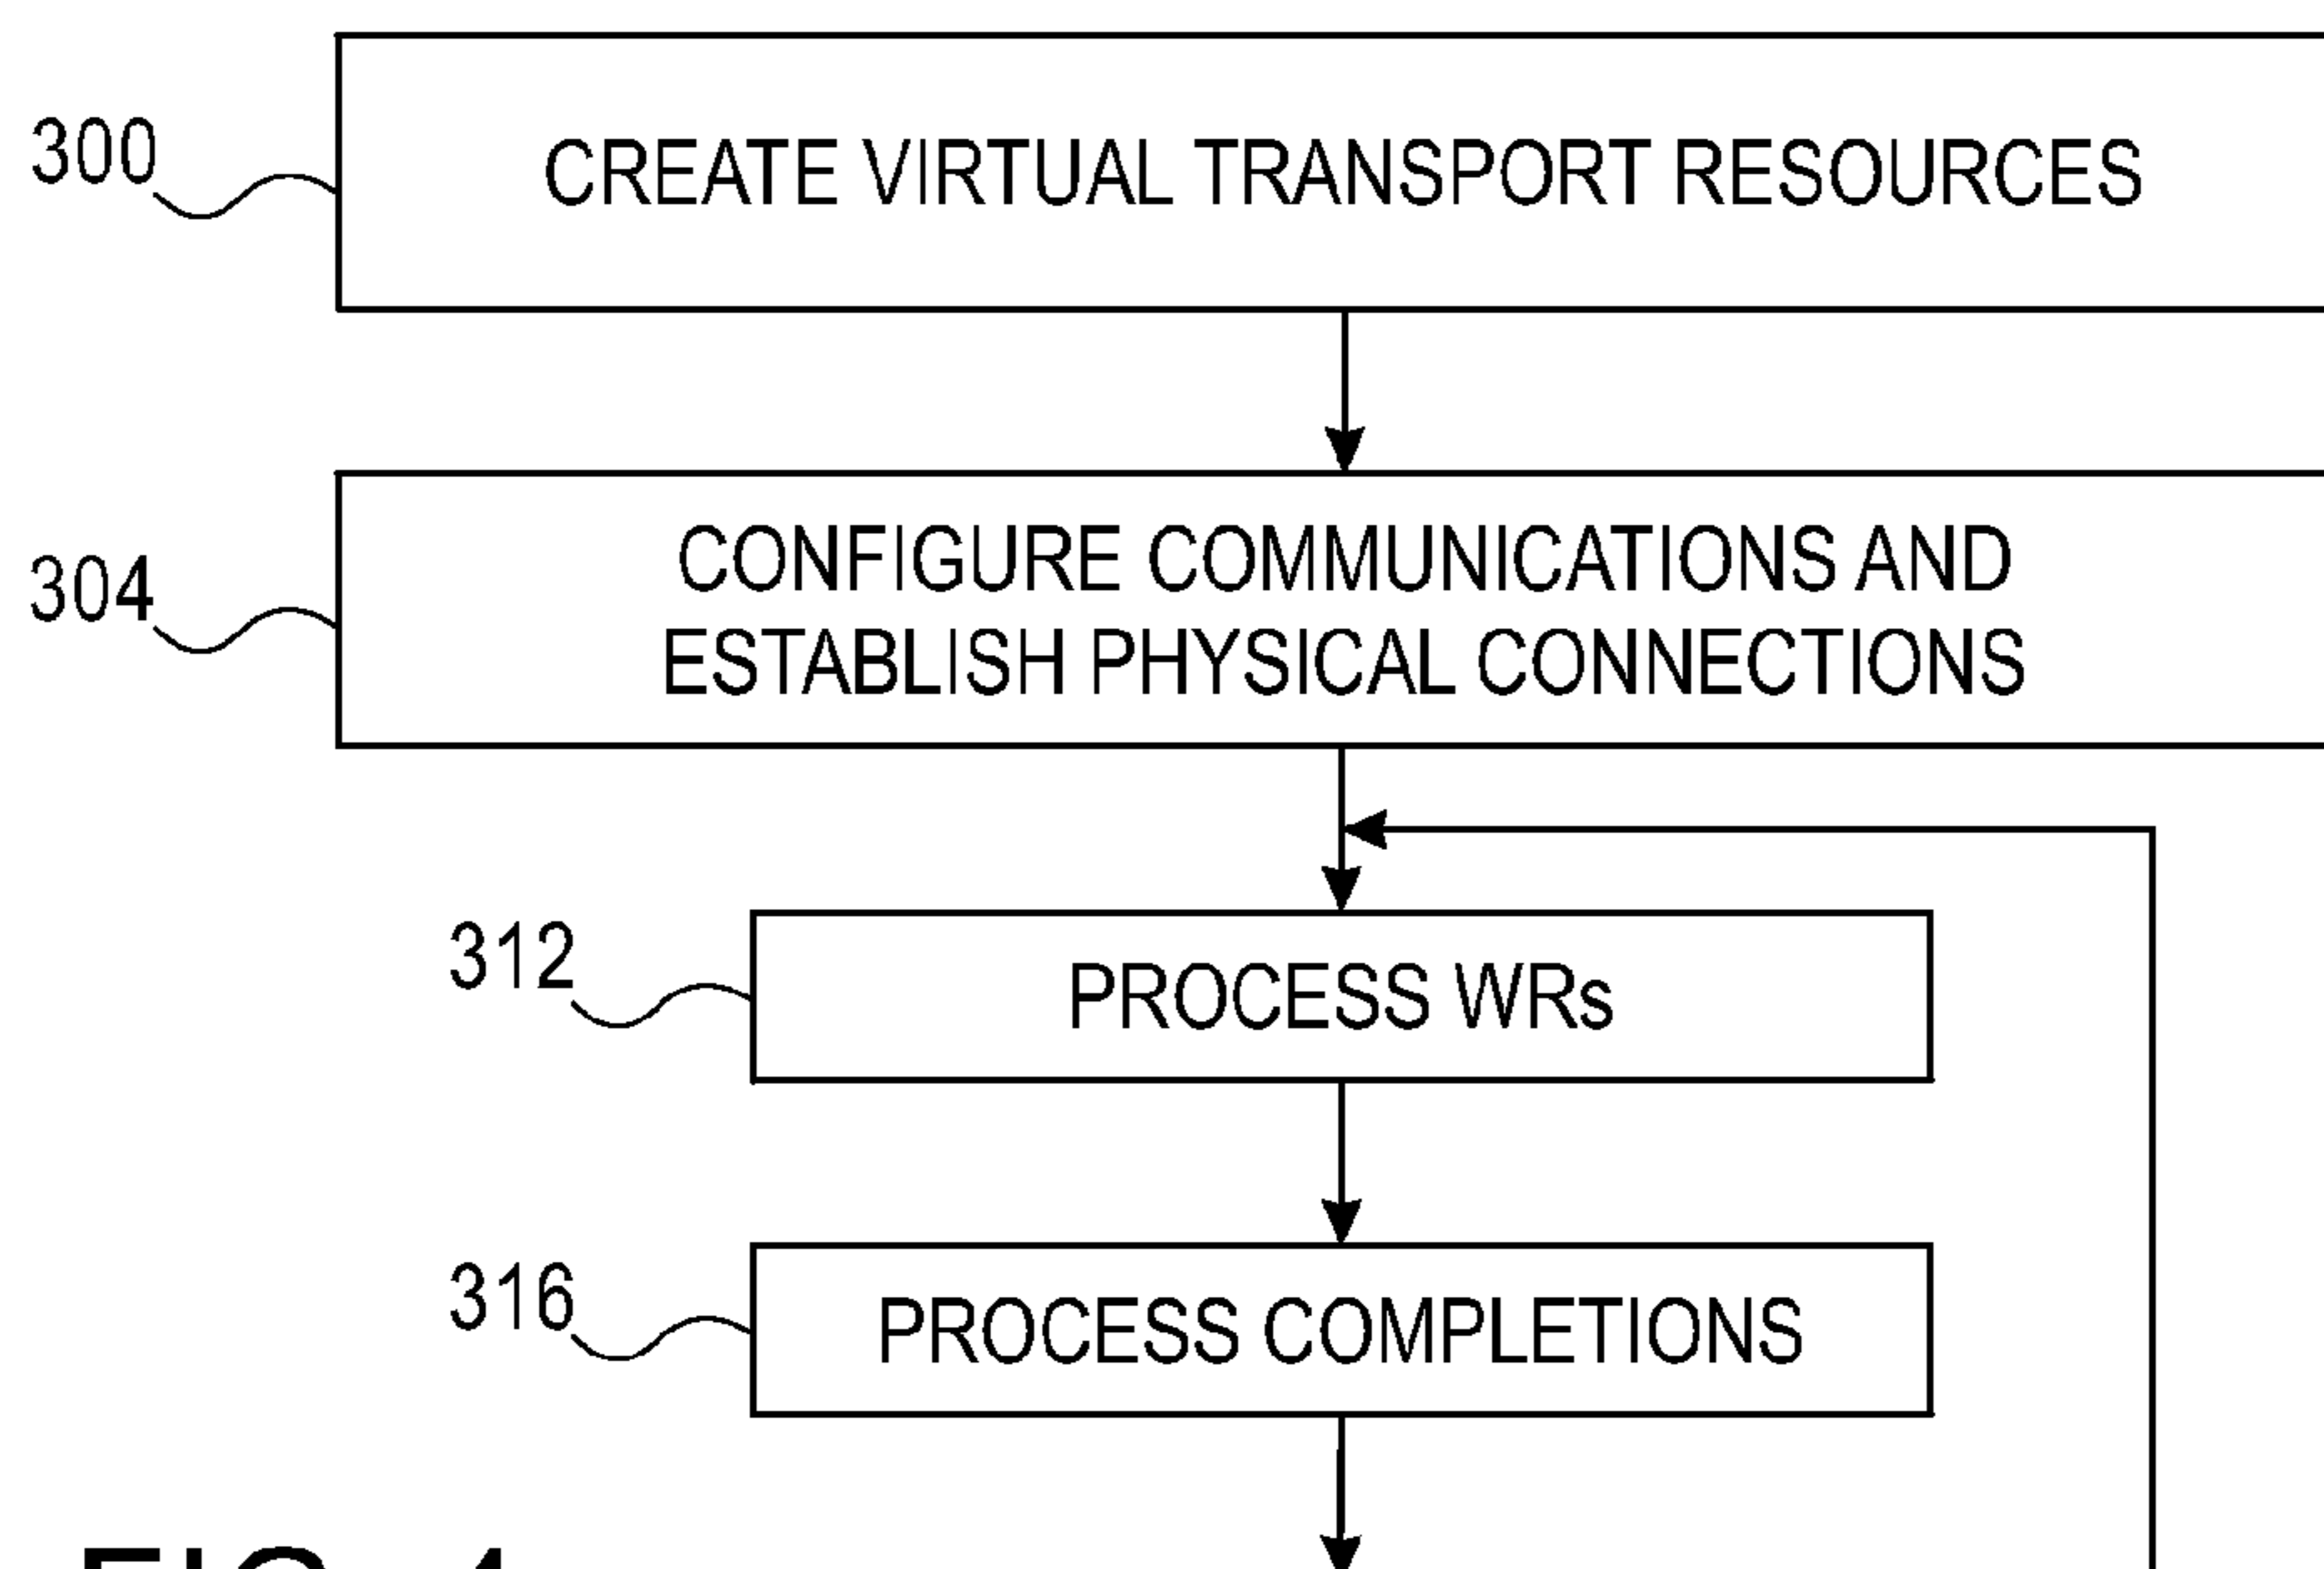 300
CREATE VIRTUAL TRANSPORT RESOURCES
304
CONFIGURE COMMUNICATIONS AND
ESTABLISH PHYSICAL CONNECTIONS
312
PROCESS WRs
316
PROCESS COMPLETIONS